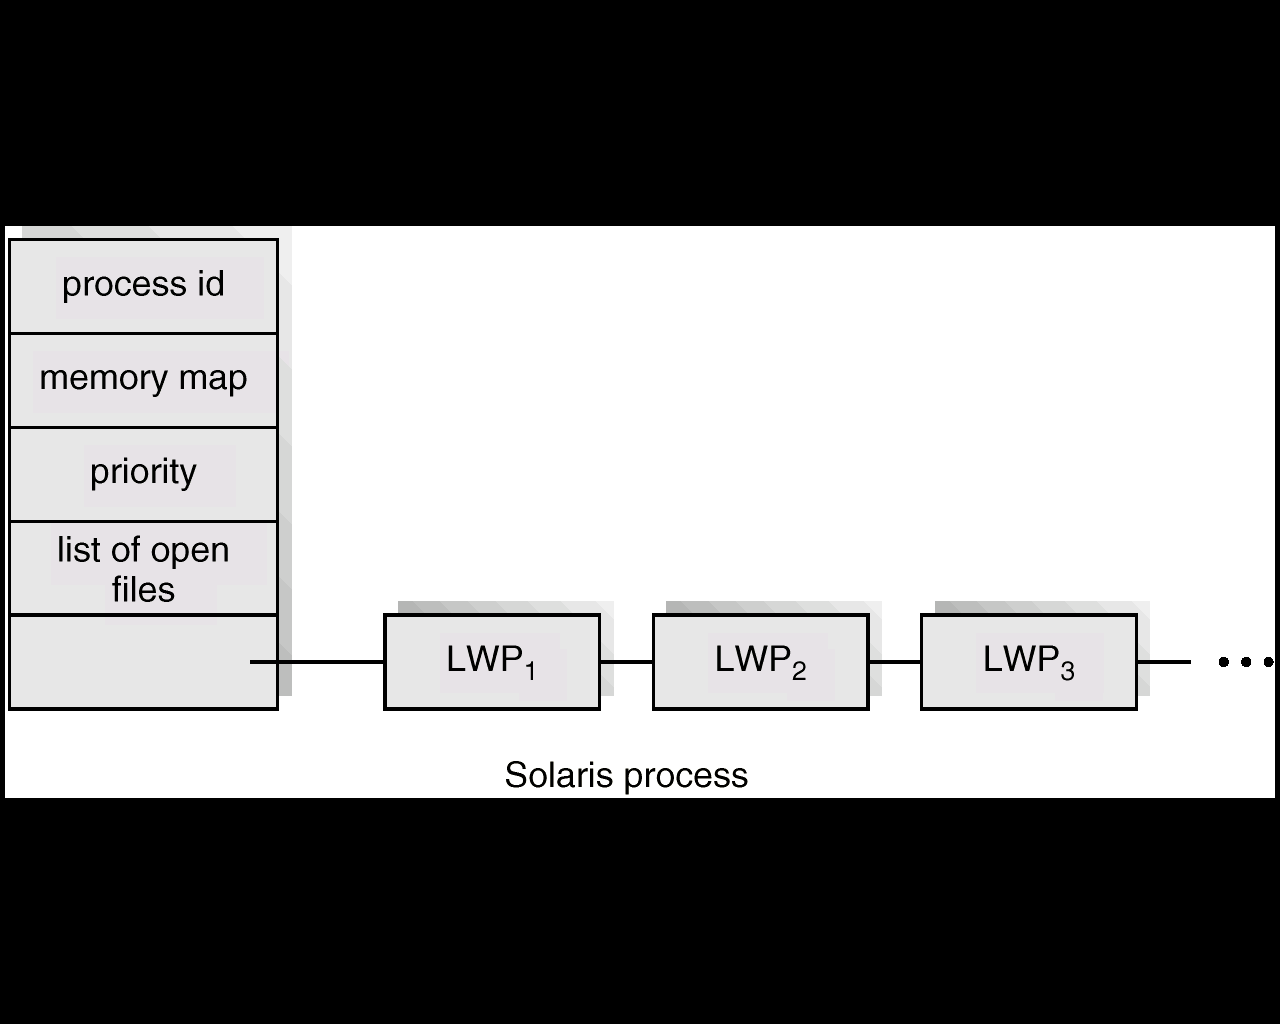 process id
memory map
priority
list of open
files
LWP₁ LWP₂ LWP₃ •••
Solaris process